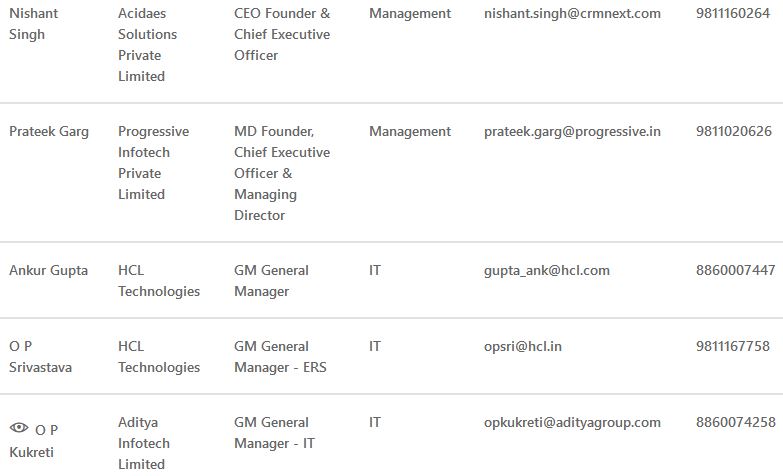 Nishant Singh Acidaes Solutions Private Limited CEO Founder & Chief Executive Officer Management nishant.singh@crmnext.com 9811160264
Prateek Garg Progressive Infotech Private Limited MD Founder, Chief Executive Officer & Managing Director Management prateek.garg@progressive.in 9811020626
Ankur Gupta HCL Technologies GM General Manager IT gupta_ank@hcl.com 8860007447
O P Srivastava HCL Technologies GM General Manager - ERS IT opsri@hcl.in 9811167758
O P Kukreti Aditya Infotech Limited GM General Manager - IT IT opkukreti@adityagroup.com 8860074258